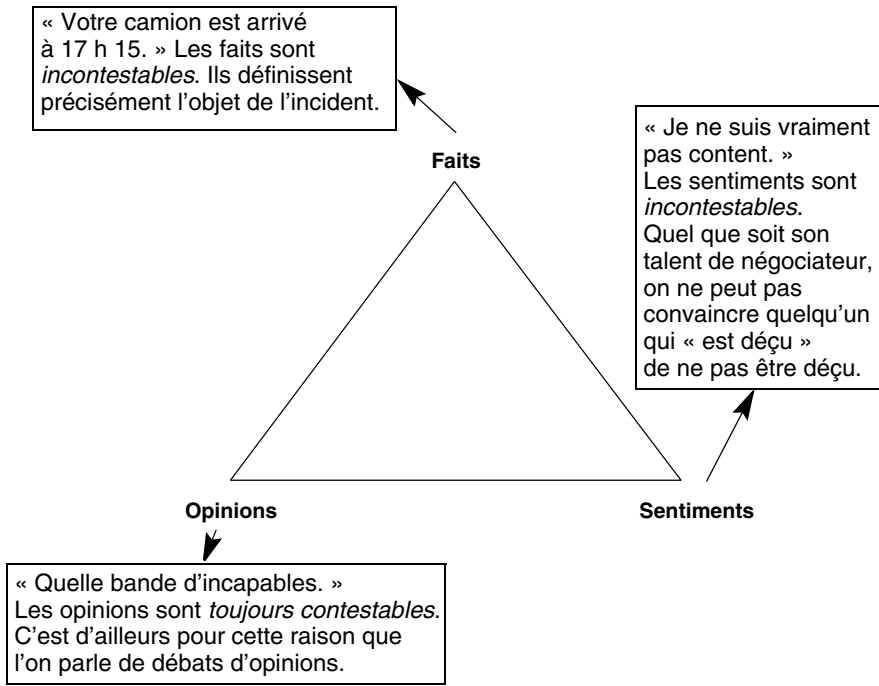 « Votre camion est arrivé
à 17 h 15. » Les faits sont
incontestables. Ils définissent
précisément l’objet de l’incident.
Faits
« Je ne suis vraiment
pas content. »
Les sentiments sont
incontestables.
Quel que soit son
talent de négociateur,
on ne peut pas
convaincre quelqu’un
qui « est déçu »
de ne pas être déçu.
Opinions
Sentiments
« Quelle bande d’incapables. »
Les opinions sont toujours contestables.
C’est d’ailleurs pour cette raison que
l’on parle de débats d’opinions.